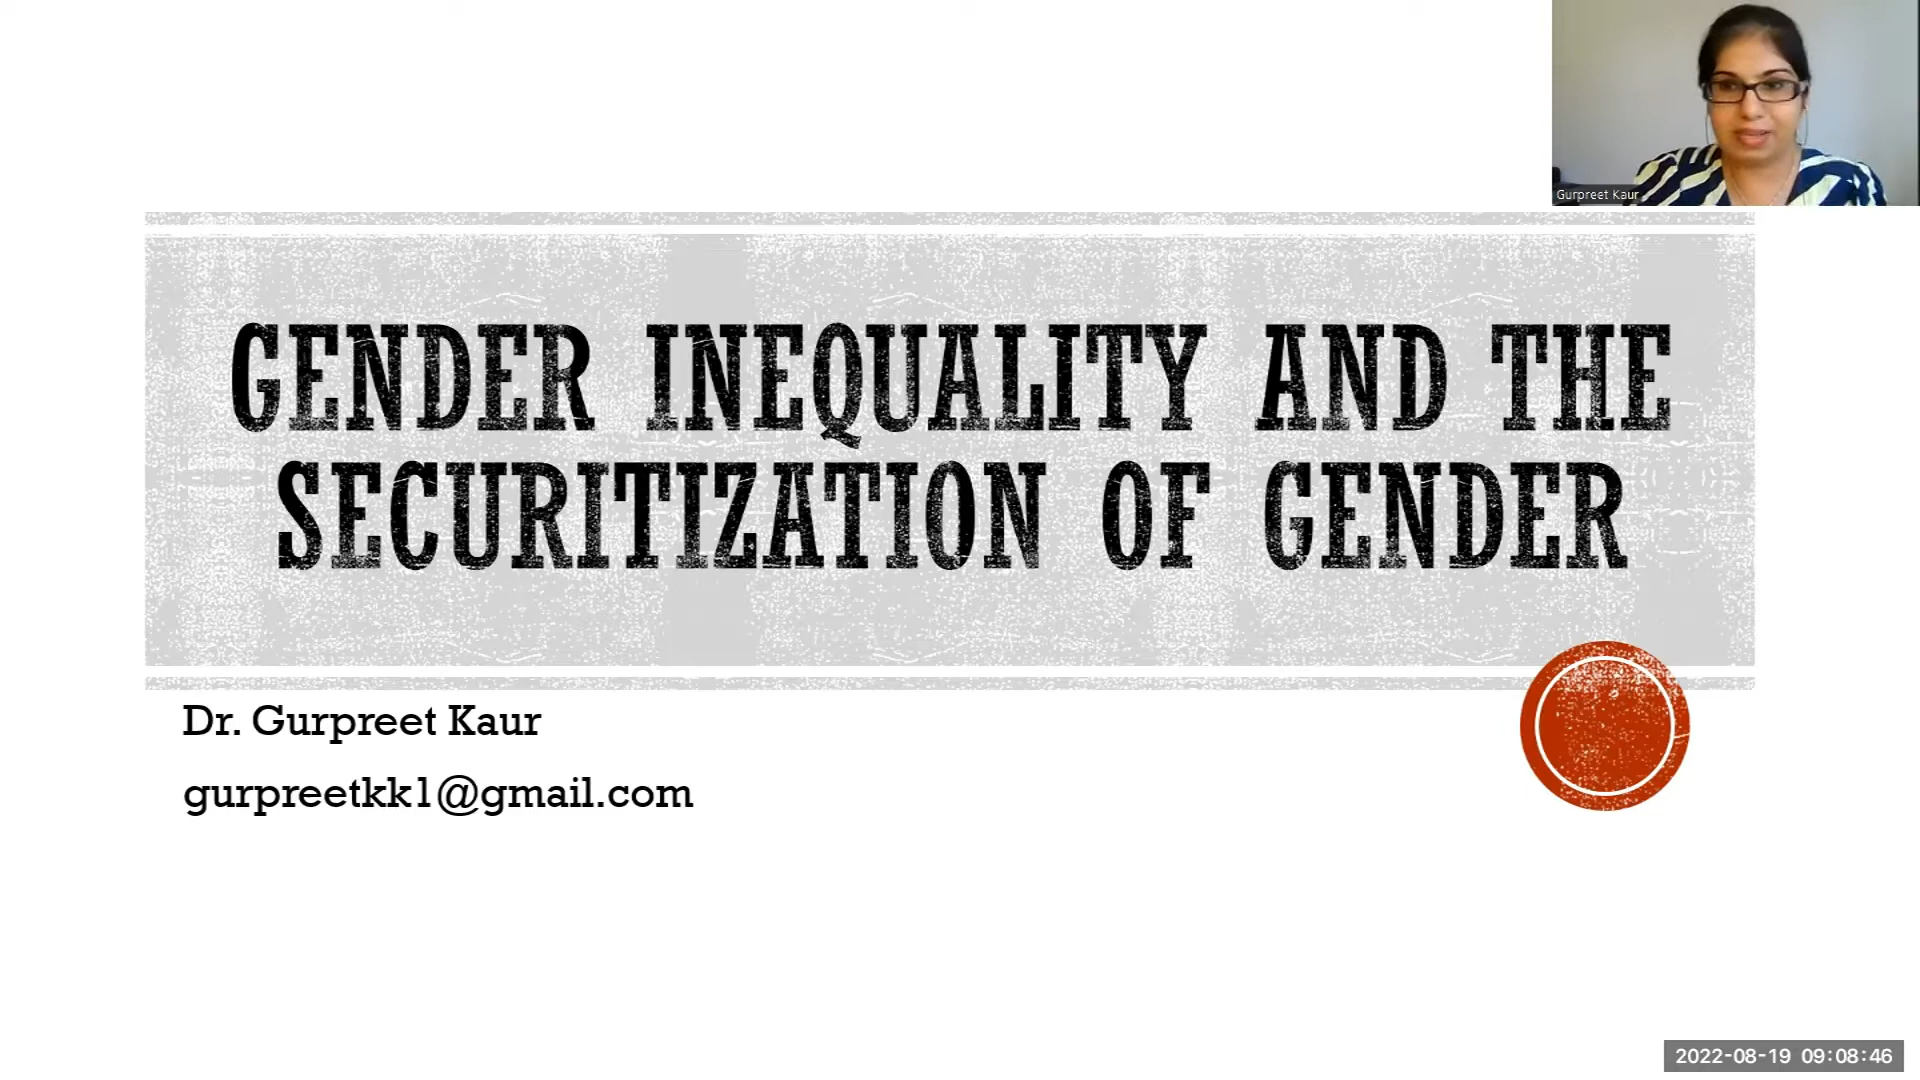 Gurpreet Kaur
GENDER INEQUALITY AND THE
SECURITIZATION OF GENDER
Dr. Gurpreet Kaur
gurpreetkk1@gmail.com
2022-08-19 09:08:46